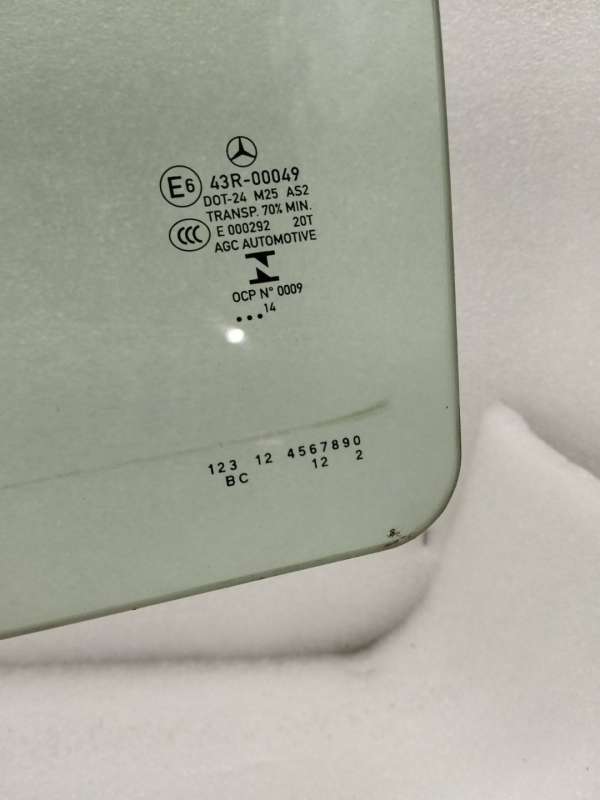 E6 43R-00049
DOT-24 M25 AS2
TRANSP. 70% MIN.
CCC E 000292 20T
AGC AUTOMOTIVE
N
OCP N° 0009
...14
123 12 4567890
BC 12 2